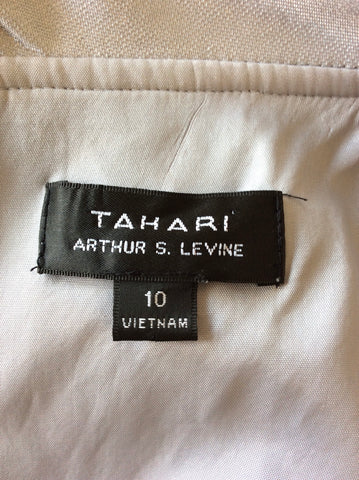 TAHARI
ARTHUR S. LEVINE
10
VIETNAM